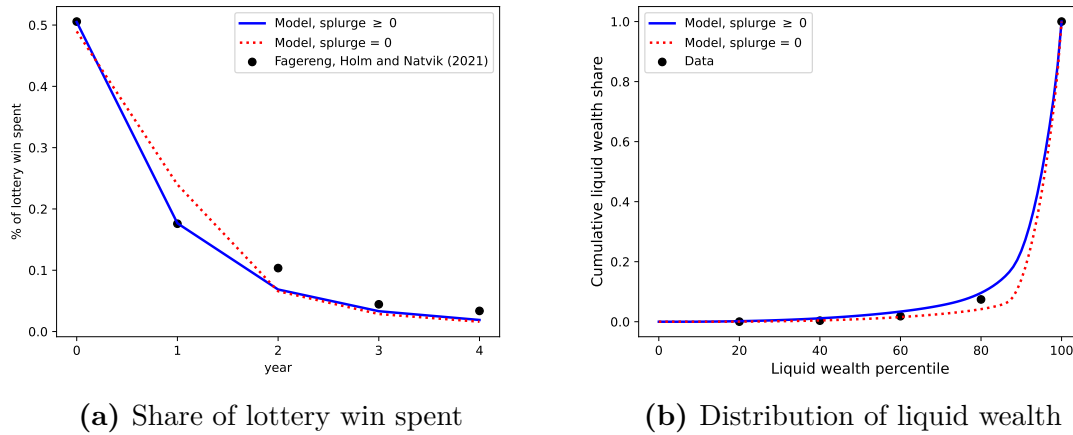 0.5
0.4
0.3
0.2
0.1
0.0
% of lottery win spent
0
1
2
3
4
year
Model, splurge ≥ 0
Model, splurge = 0
Fagereng, Holm and Natvik (2021)
(a) Share of lottery win spent
1.0
0.8
0.6
0.4
0.2
0.0
Cumulative liquid wealth share
0
20
40
60
80
100
Liquid wealth percentile
Model, splurge ≥ 0
Model, splurge = 0
Data
(b) Distribution of liquid wealth